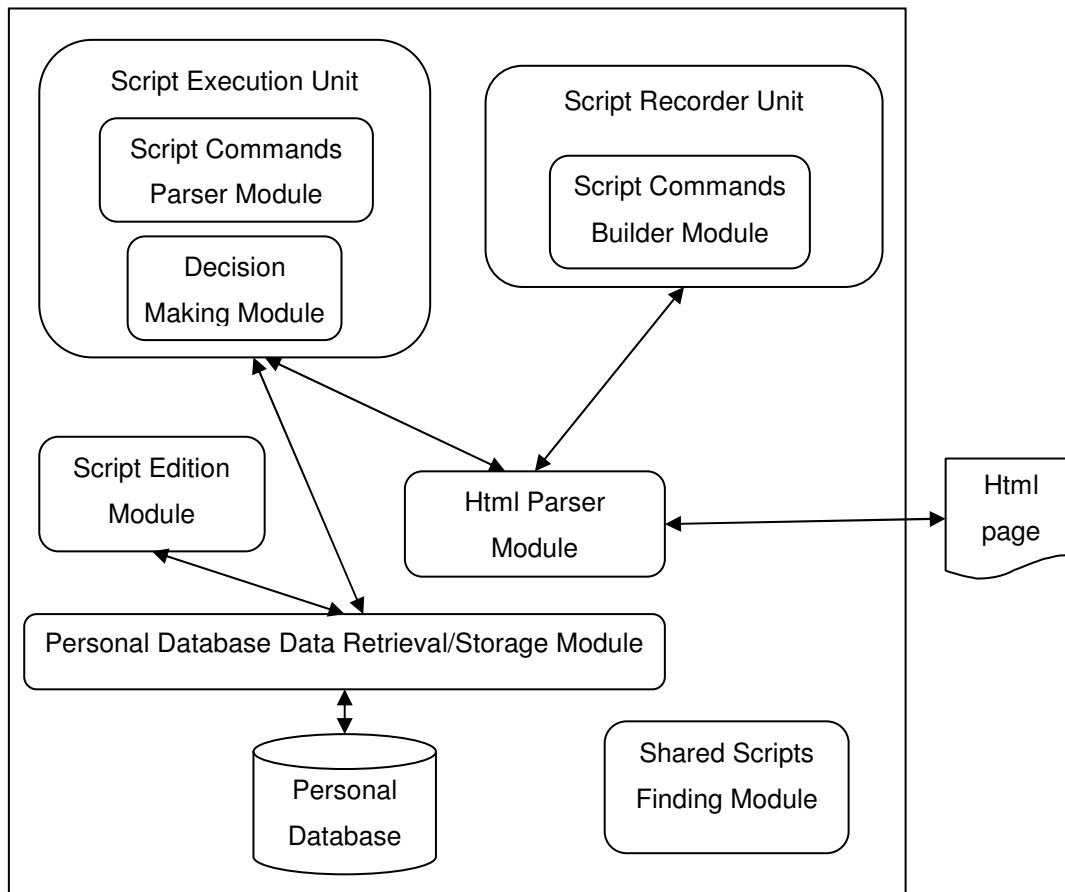 Script Execution Unit
Script Commands
Parser Module
Decision
Making Module
Script Recorder Unit
Script Commands
Builder Module
Script Edition
Module
Html Parser
Module
Html
page
Personal Database Data Retrieval/Storage Module
Personal
Database
Shared Scripts
Finding Module